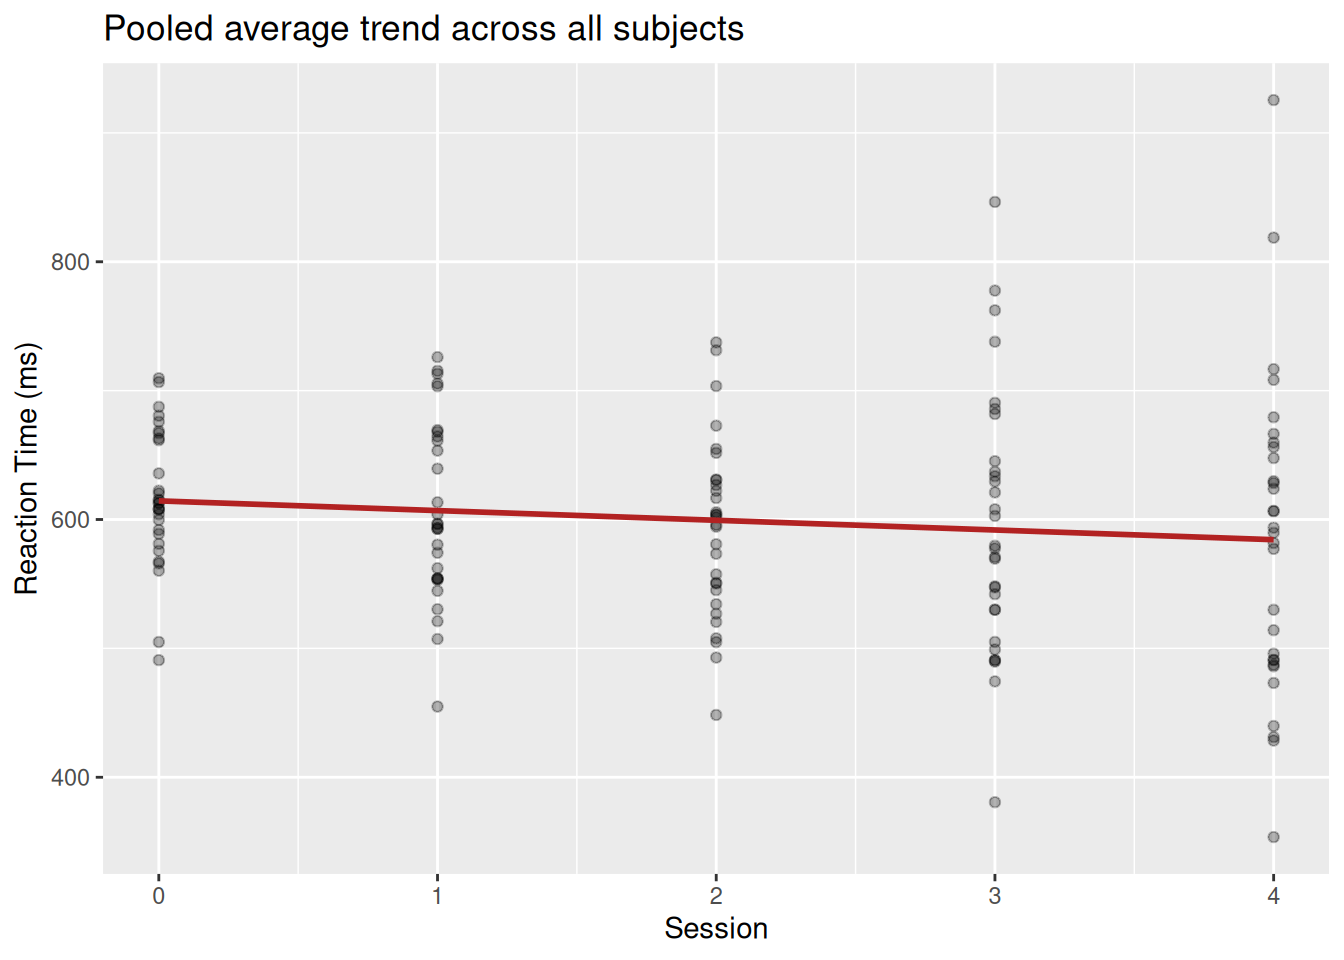 Pooled average trend across all subjects
Reaction Time (ms)
800
600
400
0 1 2 3 4
Session